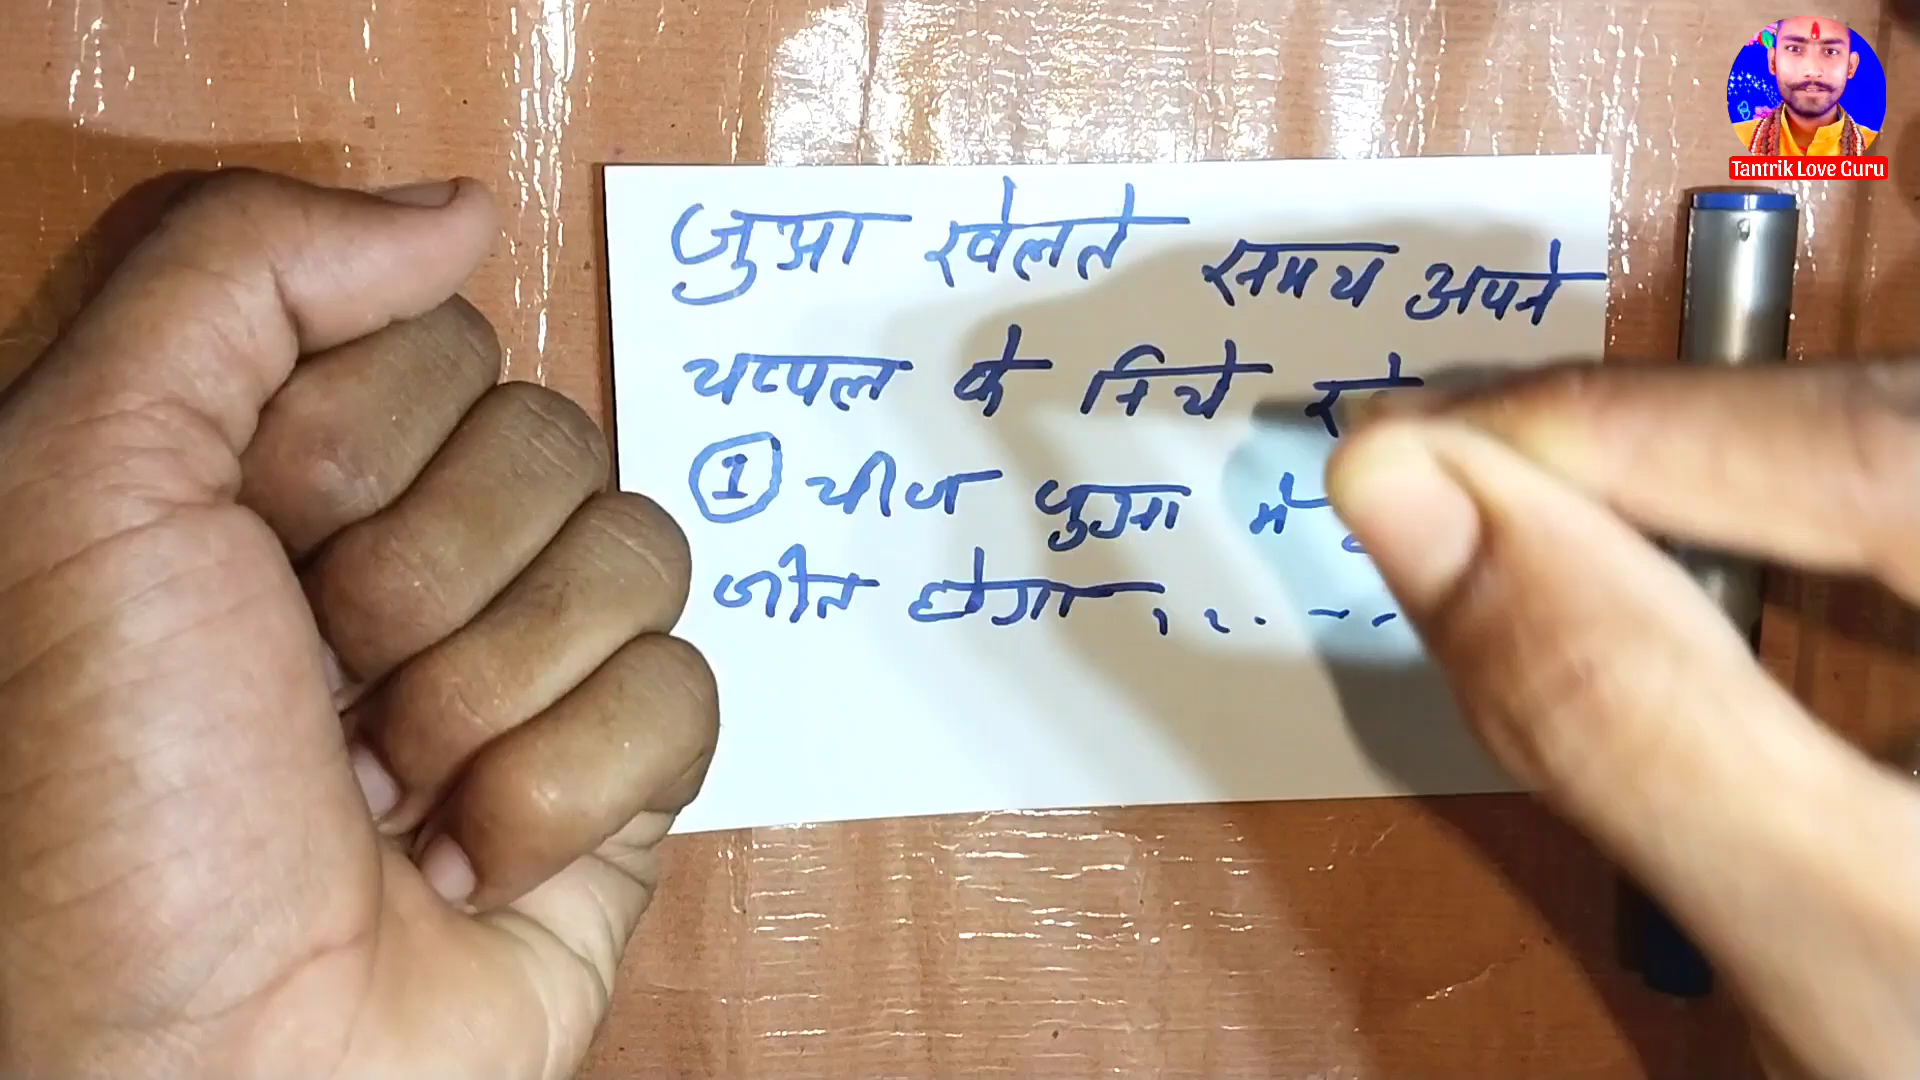 Tantrik Love Guru
जुआ खेलते समय अपने
चप्पल के निचे
① चीज जुआ में
जीत होगा